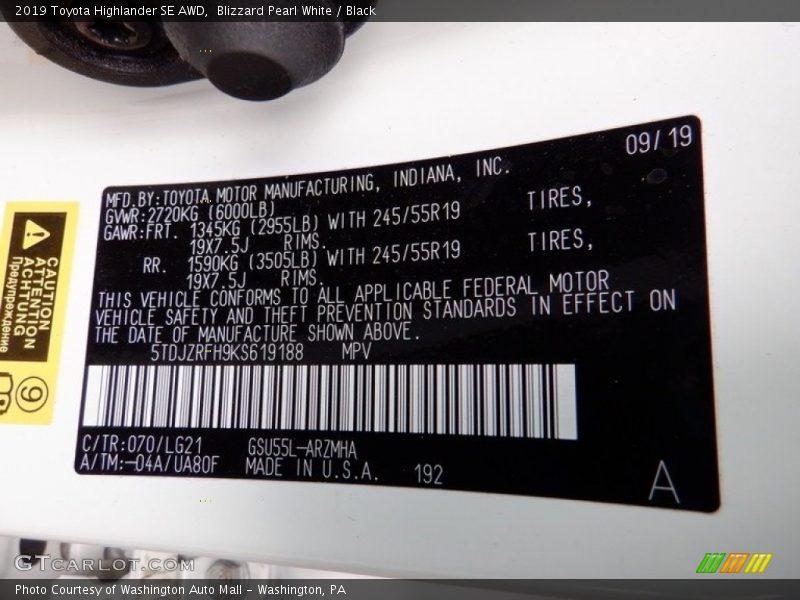 2019 Toyota Highlander SE AWD,  Blizzard Pearl White / Black
09/ 19
MFD. BY: TOYOTA MOTOR MANUFACTURING, INDIANA, INC.
GVWR: 2720KG (6000LB)
GAWR: FRT. 1345KG (2955LB) WITH 245/55R19 TIRES,
19X7.5J RIMS.
RR. 1590KG (3505LB) WITH 245/55R19 TIRES,
19X7.5J RIMS.
THIS VEHICLE CONFORMS TO ALL APPLICABLE FEDERAL MOTOR
VEHICLE SAFETY AND THEFT PREVENTION STANDARDS IN EFFECT ON
THE DATE OF MANUFACTURE SHOWN ABOVE.
5TDJZRFH9KS619188 MPV
C/TR: 070/LG21 GSU55L-ARZMHA
A/TM: -04A/UA80F MADE IN U.S.A. 192
A
CAUTION
ATTENTION
ACHTUNG
Предупреждение
9
GTCarlot.com
Photo Courtesy of Washington Auto Mall - Washington, PA